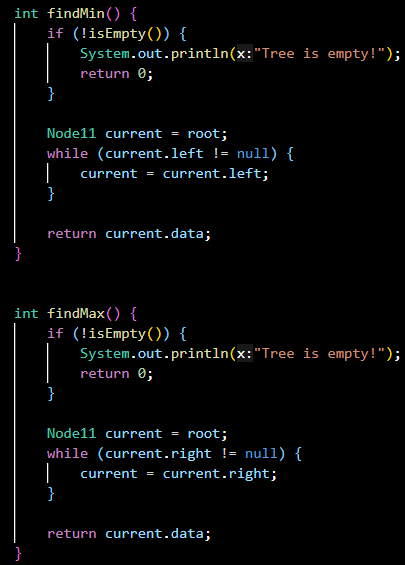 int findMin() {
if (!isEmpty()) {
System.out.println(x:"Tree is empty!");
return 0;
}
Node11 current = root;
while (current.left != null) {
current = current.left;
}
return current.data;
}
int findMax() {
if (!isEmpty()) {
System.out.println(x:"Tree is empty!");
return 0;
}
Node11 current = root;
while (current.right != null) {
current = current.right;
}
return current.data;
}